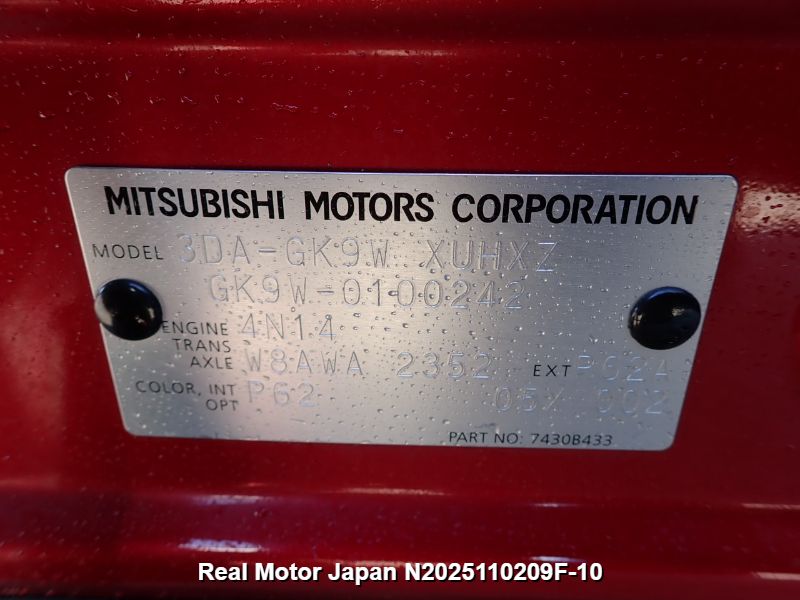 MITSUBISHI MOTORS CORPORATION
MODEL 3DA-GK9W XUHXZ
GK9W-0100242
ENGINE 4N14
TRANS
AXLE W8AWA 2352 EXT P62A
COLOR, INT P62
OPT 05X 002
PART NO: 7430B433
Real Motor Japan N2025110209F-10